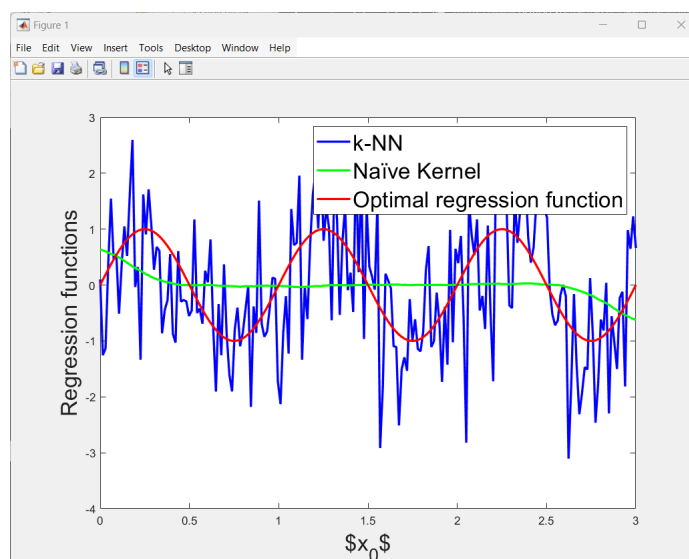 Figure 1
File Edit View Insert Tools Desktop Window Help
3
2
1
0
-1
-2
-3
-4
Regression functions
k-NN
Naïve Kernel
Optimal regression function
0 0.5 1 1.5 2 2.5 3
$x_0$